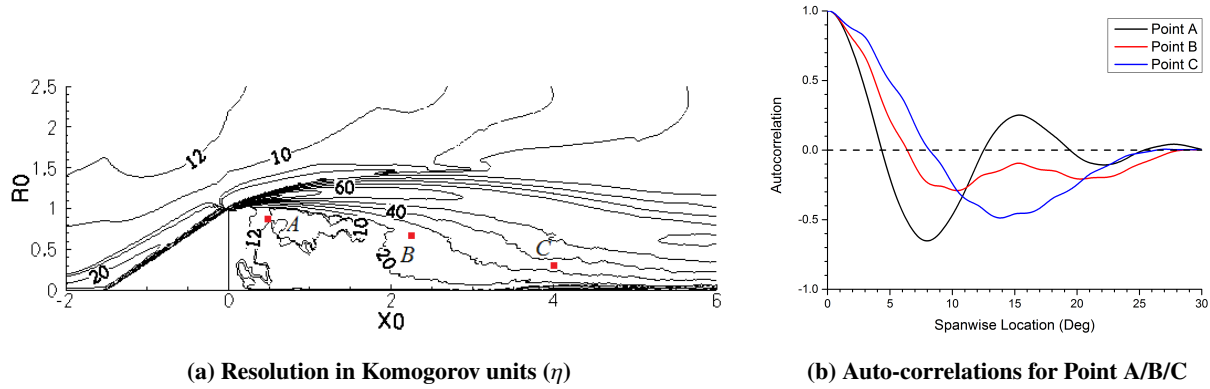 2.5
2
1.5
1
0.5
0
R0
-2
0
2
4
6
X0
12
10
60
40
20
12
10
20
A
B
C
(a) Resolution in Komogorov units (η)
1.0
0.5
0.0
-0.5
-1.0
Autocorrelation
0
5
10
15
20
25
30
Spanwise Location (Deg)
Point A
Point B
Point C
(b) Auto-correlations for Point A/B/C